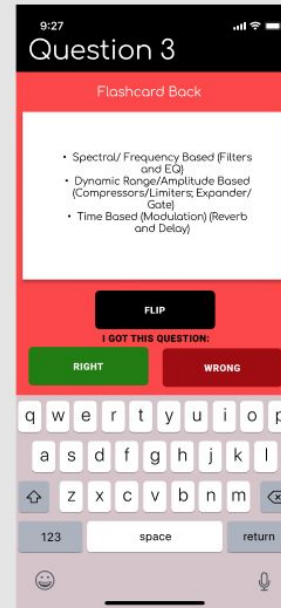 9:27
Question 3
Flashcard Back
• Spectral/ Frequency Based (Filters
and EQ)
• Dynamic Range/Amplitude Based
(Compressors/Limiters; Expander/
Gate)
• Time Based (Modulation) (Reverb
and Delay)
FLIP
I GOT THIS QUESTION:
RIGHT WRONG
q w e r t y u i o p
a s d f g h j k l
z x c v b n m
123 space return